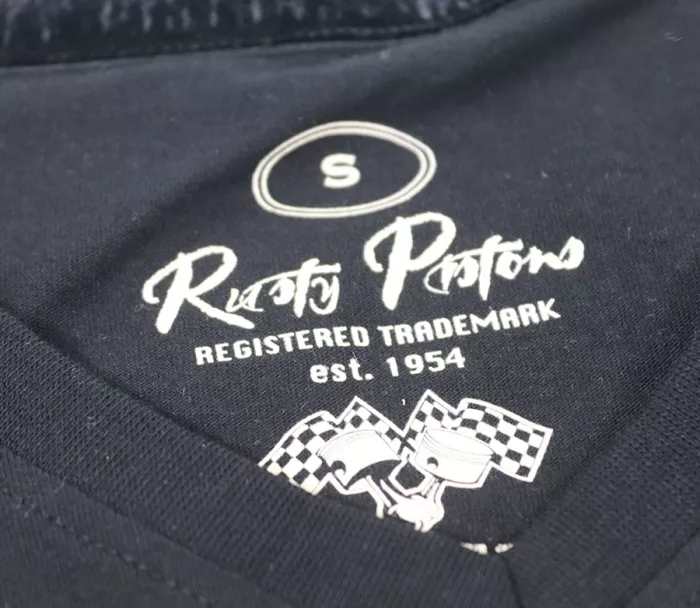 S
Rusty Pistons
REGISTERED TRADEMARK
est. 1954